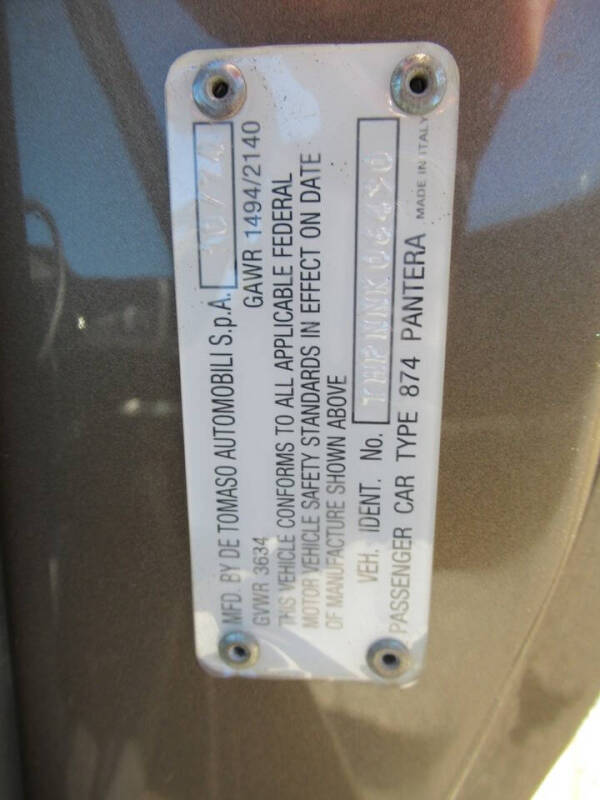 MFD. BY DE TOMASO AUTOMOBILI S.p.A. 10/74
GVWR 3634 GAWR 1494/2140
THIS VEHICLE CONFORMS TO ALL APPLICABLE FEDERAL
MOTOR VEHICLE SAFETY STANDARDS IN EFFECT ON DATE
OF MANUFACTURE SHOWN ABOVE
VEH. IDENT. No.
PASSENGER CAR TYPE 874 PANTERA MADE IN ITALY